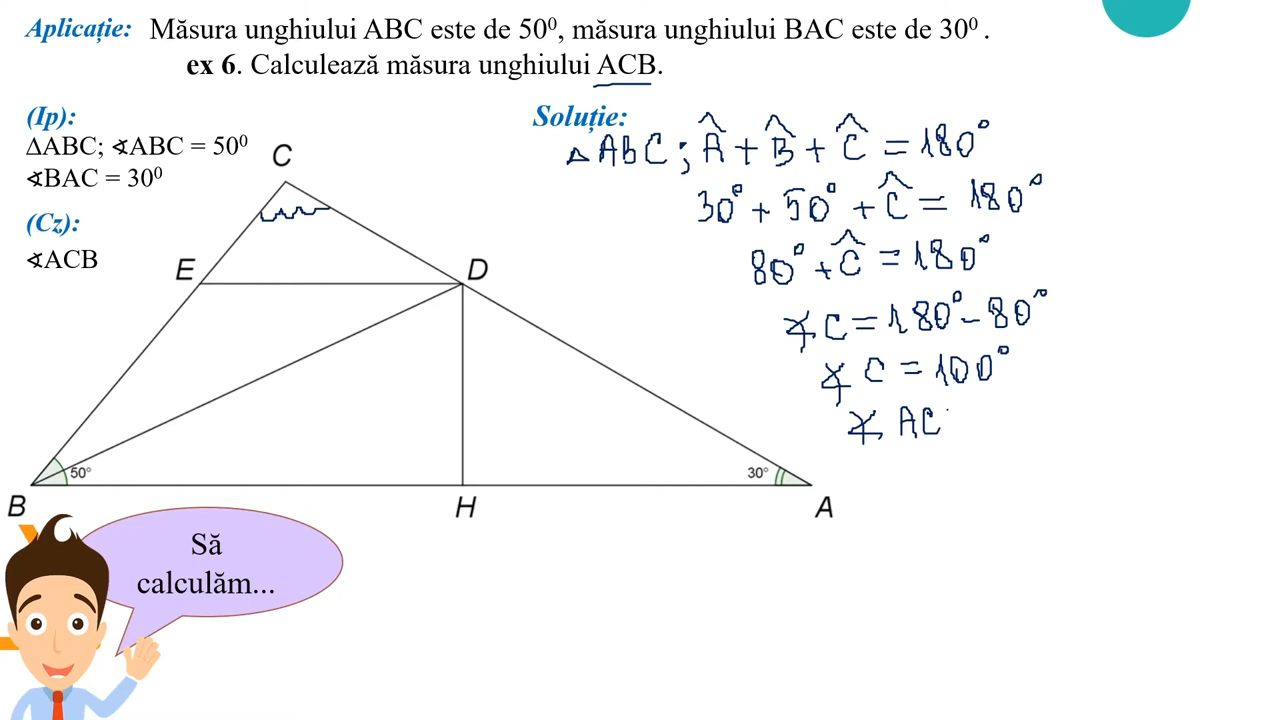 Aplicație: Măsura unghiului ABC este de 50⁰, măsura unghiului BAC este de 30⁰ .
ex 6. Calculează măsura unghiului ACB.
(Ip):
ΔABC; ∢ABC = 50⁰
∢BAC = 30⁰
(Cz):
∢ACB
Soluție:
Δ ABC; Â + B̂ + Ĉ = 180°
30° + 50° + Ĉ = 180°
80° + Ĉ = 180°
∢ C = 180° - 80°
∢ C = 100°
∢ AC
C
E
D
50°
30°
B
H
A
Să
calculăm...